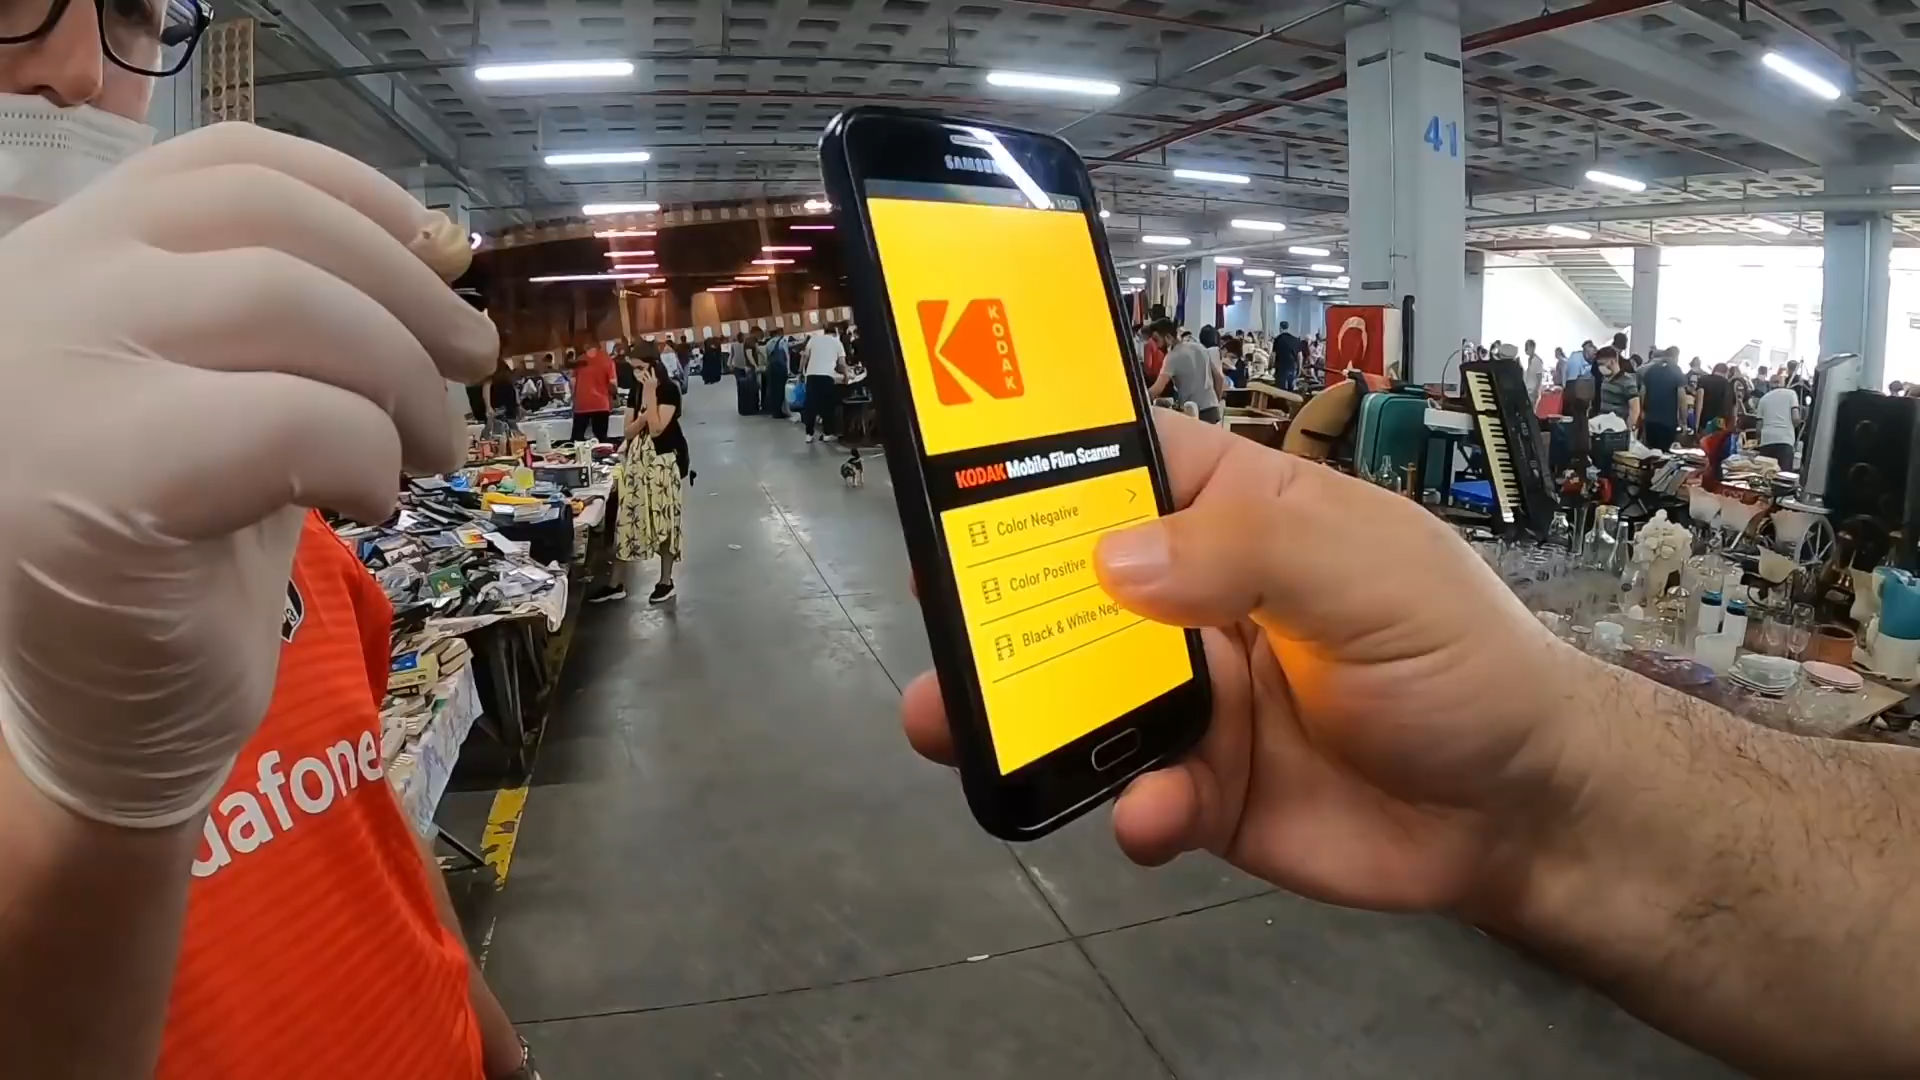 SAMSUNG
KODAK
KODAK Mobile Film Scanner
Color Negative
Color Positive
Black & White Neg
dafone
41